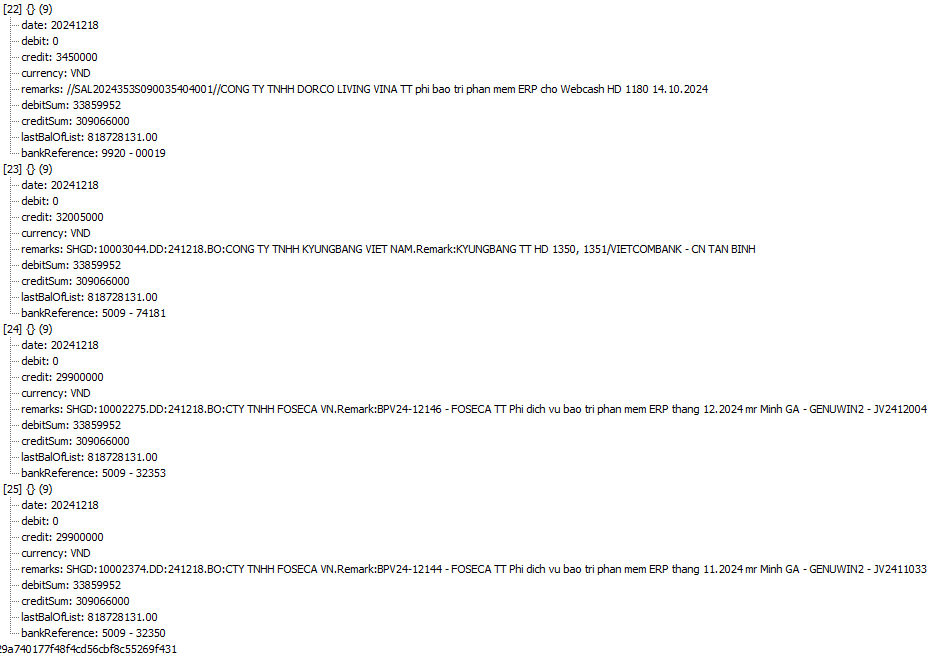 [22] {} (9)
date: 20241218
debit: 0
credit: 3450000
currency: VND
remarks: //SAL2024353S090035404001//CONG TY TNHH DORCO LIVING VINA TT phi bao tri phan mem ERP cho Webcash HD 1180 14.10.2024
debitSum: 33859952
creditSum: 309066000
lastBalOfList: 818728131.00
bankReference: 9920 - 00019
[23] {} (9)
date: 20241218
debit: 0
credit: 32005000
currency: VND
remarks: SHGD:10003044.DD:241218.BO:CONG TY TNHH KYUNGBANG VIET NAM.Remark:KYUNGBANG TT HD 1350, 1351/VIETCOMBANK - CN TAN BINH
debitSum: 33859952
creditSum: 309066000
lastBalOfList: 818728131.00
bankReference: 5009 - 74181
[24] {} (9)
date: 20241218
debit: 0
credit: 29900000
currency: VND
remarks: SHGD:10002275.DD:241218.BO:CTY TNHH FOSECA VN.Remark:BPV24-12146 - FOSECA TT Phi dich vu bao tri phan mem ERP thang 12.2024 mr Minh GA - GENUWIN2 - JV2412004
debitSum: 33859952
creditSum: 309066000
lastBalOfList: 818728131.00
bankReference: 5009 - 32353
[25] {} (9)
date: 20241218
debit: 0
credit: 29900000
currency: VND
remarks: SHGD:10002374.DD:241218.BO:CTY TNHH FOSECA VN.Remark:BPV24-12144 - FOSECA TT Phi dich vu bao tri phan mem ERP thang 11.2024 mr Minh GA - GENUWIN2 - JV2411033
debitSum: 33859952
creditSum: 309066000
lastBalOfList: 818728131.00
bankReference: 5009 - 32350
29a740177f48f4cd56cbf8c55269f431